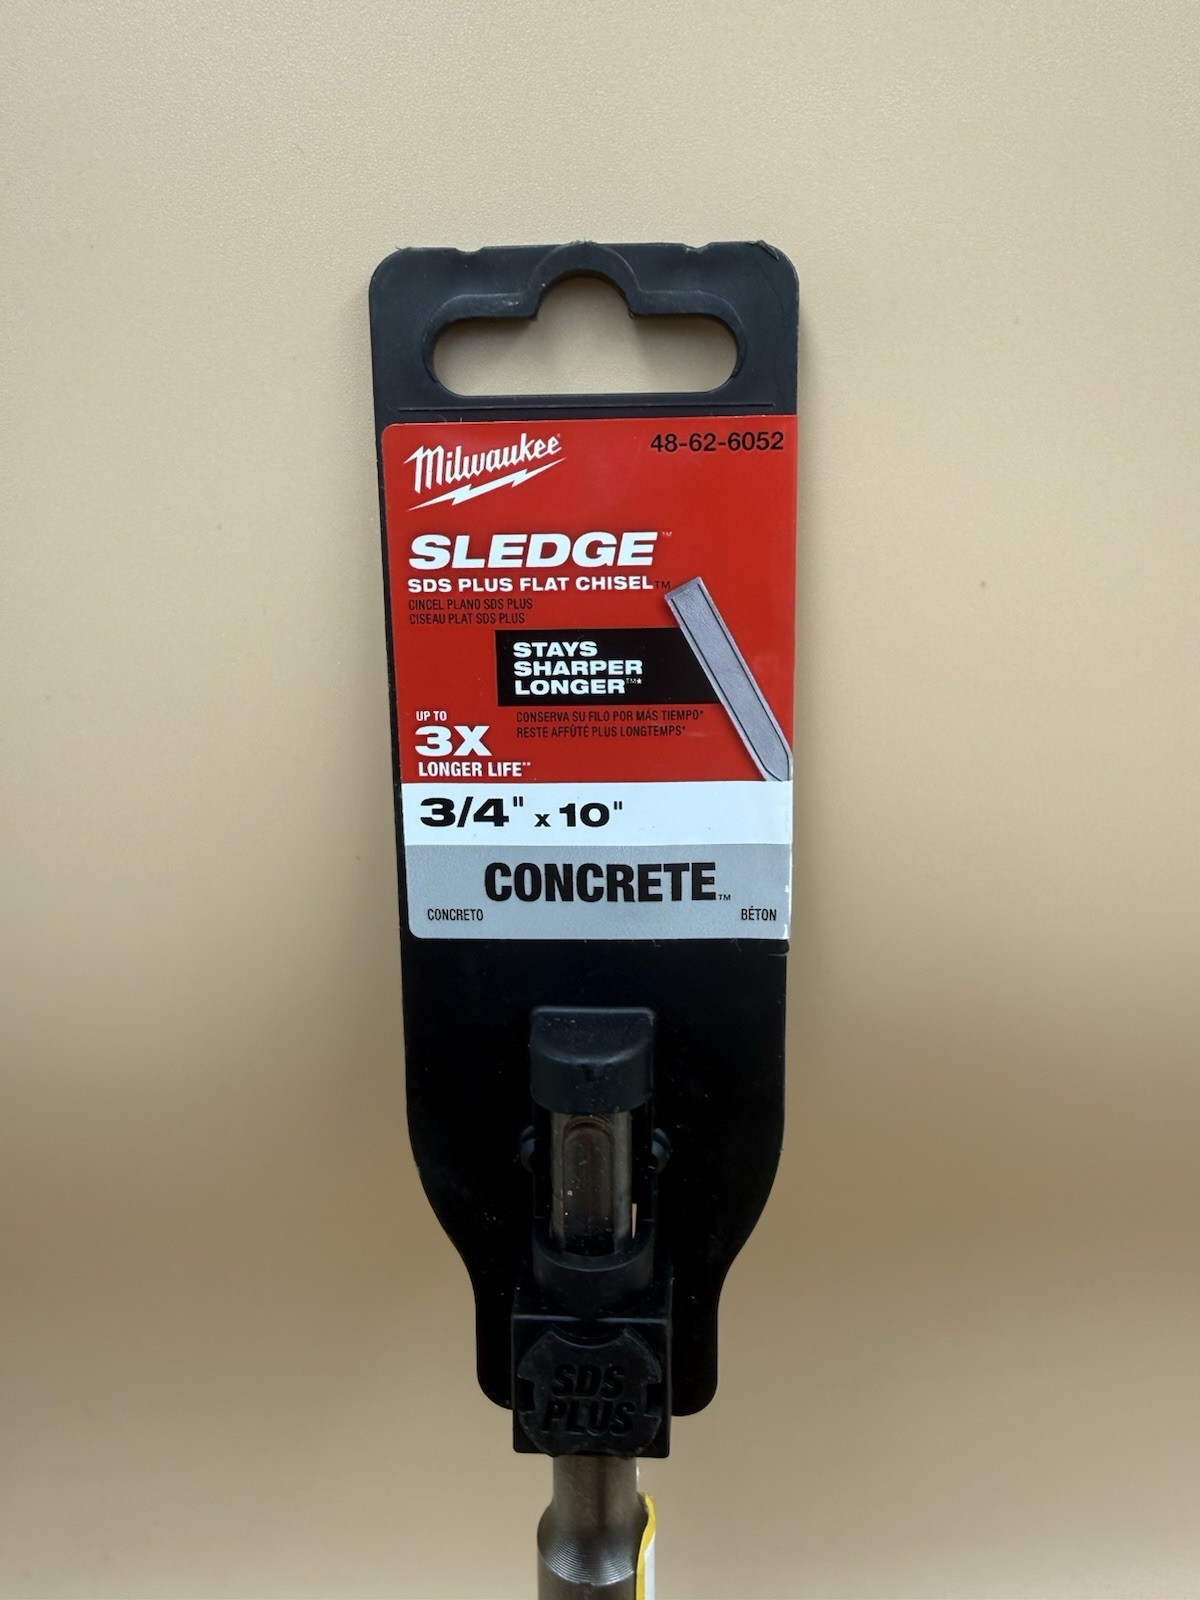 Milwaukee
48-62-6052
SLEDGE™
SDS PLUS FLAT CHISEL™
CINCEL PLANO SDS PLUS
CISEAU PLAT SDS PLUS
STAYS
SHARPER
LONGER™*
CONSERVA SU FILO POR MÁS TIEMPO*
RESTE AFFÛTÉ PLUS LONGTEMPS*
UP TO
3X
LONGER LIFE**
3/4" x 10"
CONCRETE™
CONCRETO
BÉTON
SDS
PLUS